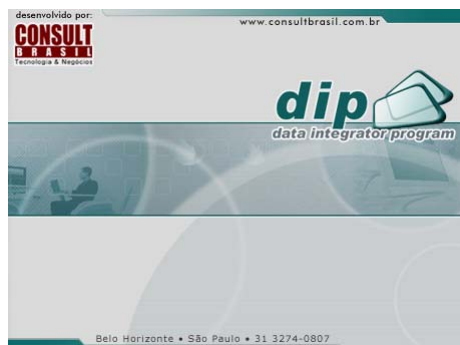 desenvolvido por:
www.consultbrasil.com.br
CONSULT
BRASIL
Tecnologia & Negócios
dip
data integrator program
Belo Horizonte • São Paulo • 31 3274-0807